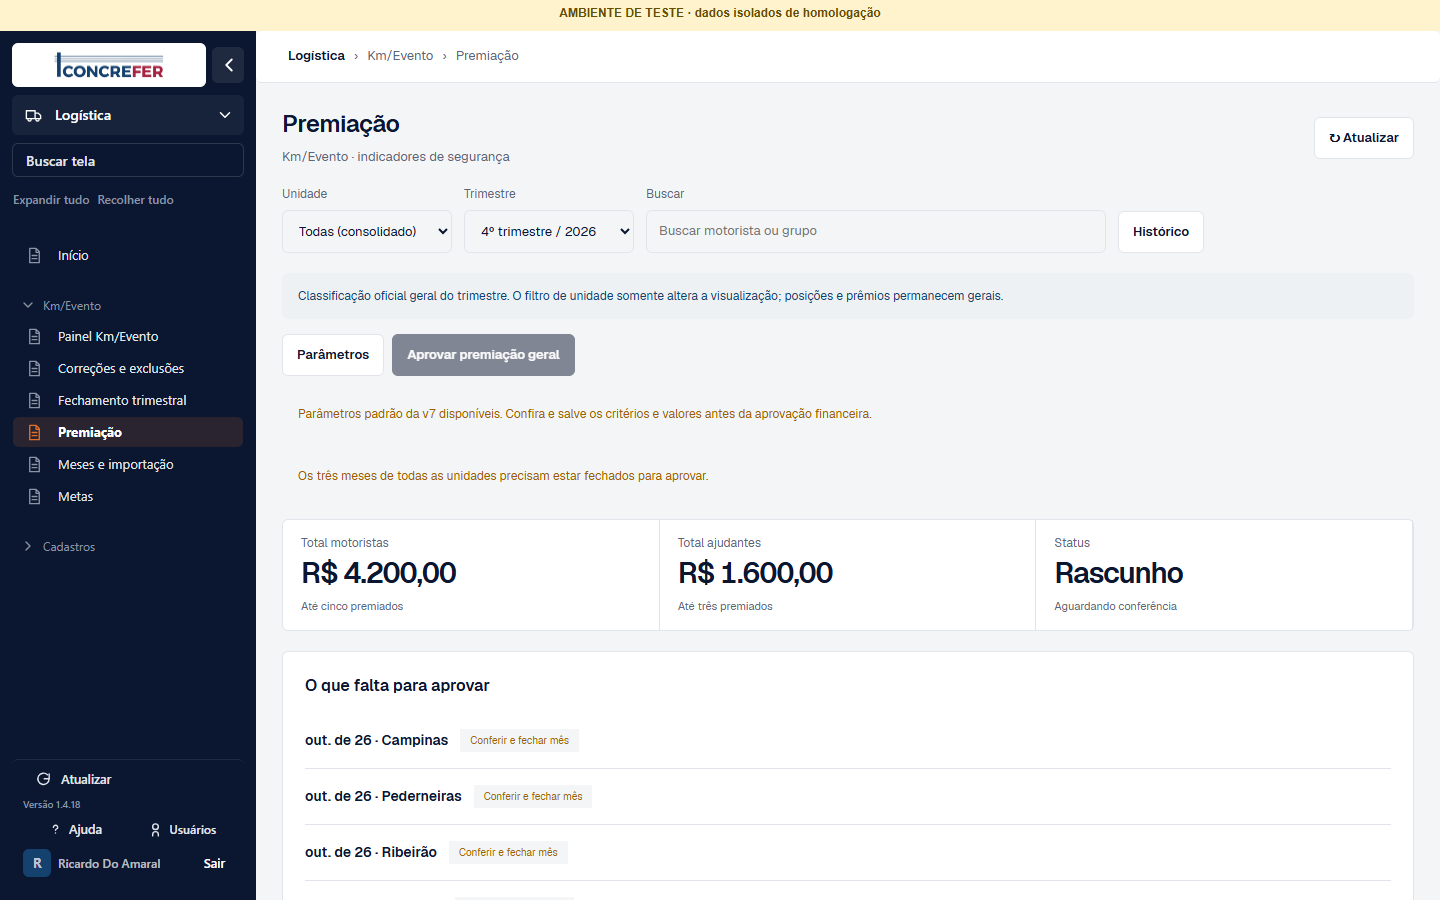 AMBIENTE DE TESTE · dados isolados de homologação
CONCREFER
Logística
Buscar tela
Expandir tudo Recolher tudo
Início
Km/Evento
Painel Km/Evento
Correções e exclusões
Fechamento trimestral
Premiação
Meses e importação
Metas
Cadastros
Atualizar
Versão 1.4.18
? Ajuda Usuários
R Ricardo Do Amaral Sair
Logística › Km/Evento › Premiação
Premiação
Km/Evento · indicadores de segurança
↻ Atualizar
Unidade Trimestre Buscar
Todas (consolidado) 4º trimestre / 2026 Buscar motorista ou grupo Histórico
Classificação oficial geral do trimestre. O filtro de unidade somente altera a visualização; posições e prêmios permanecem gerais.
Parâmetros Aprovar premiação geral
Parâmetros padrão da v7 disponíveis. Confira e salve os critérios e valores antes da aprovação financeira.
Os três meses de todas as unidades precisam estar fechados para aprovar.
Total motoristas
R$ 4.200,00
Até cinco premiados
Total ajudantes
R$ 1.600,00
Até três premiados
Status
Rascunho
Aguardando conferência
O que falta para aprovar
out. de 26 · Campinas Conferir e fechar mês
out. de 26 · Pederneiras Conferir e fechar mês
out. de 26 · Ribeirão Conferir e fechar mês